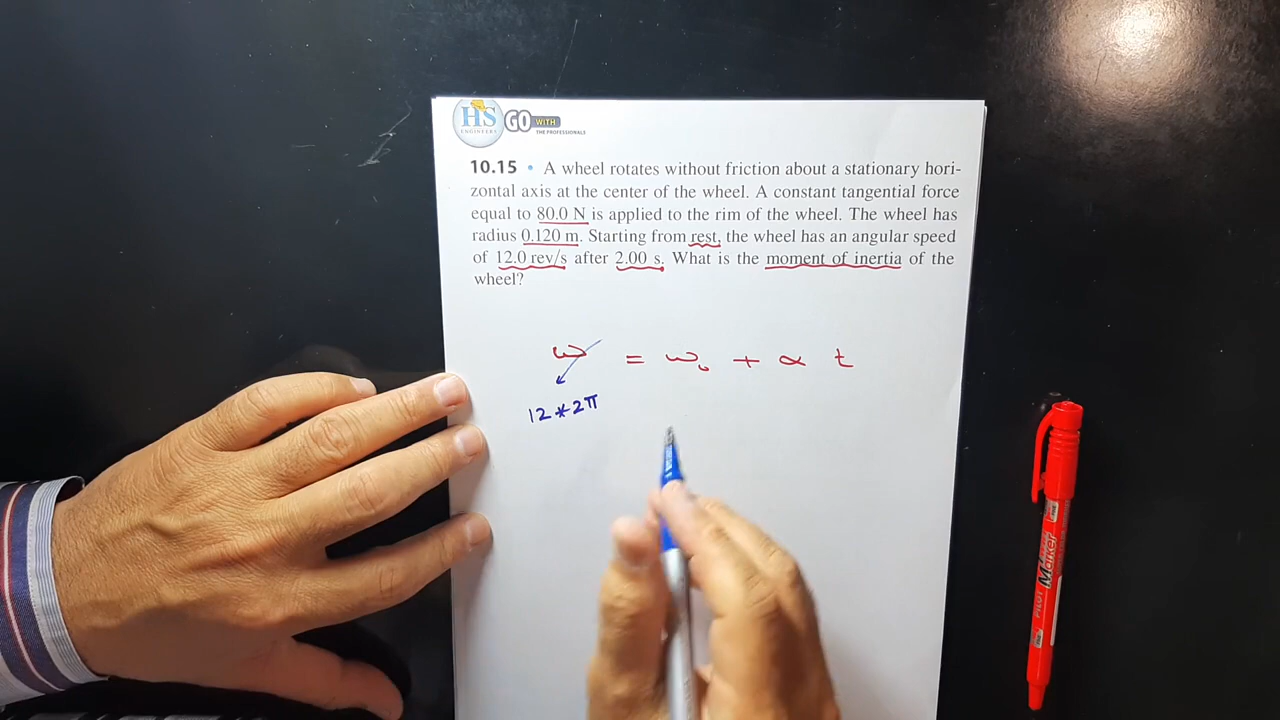 HS
ENGINEERS
GO WITH
THE PROFESSIONALS
10.15 • A wheel rotates without friction about a stationary hori-
zontal axis at the center of the wheel. A constant tangential force
equal to 80.0 N is applied to the rim of the wheel. The wheel has
radius 0.120 m. Starting from rest, the wheel has an angular speed
of 12.0 rev/s after 2.00 s. What is the moment of inertia of the
wheel?
ω = ω₀ + α t
12 * 2π
PILOT
Marker